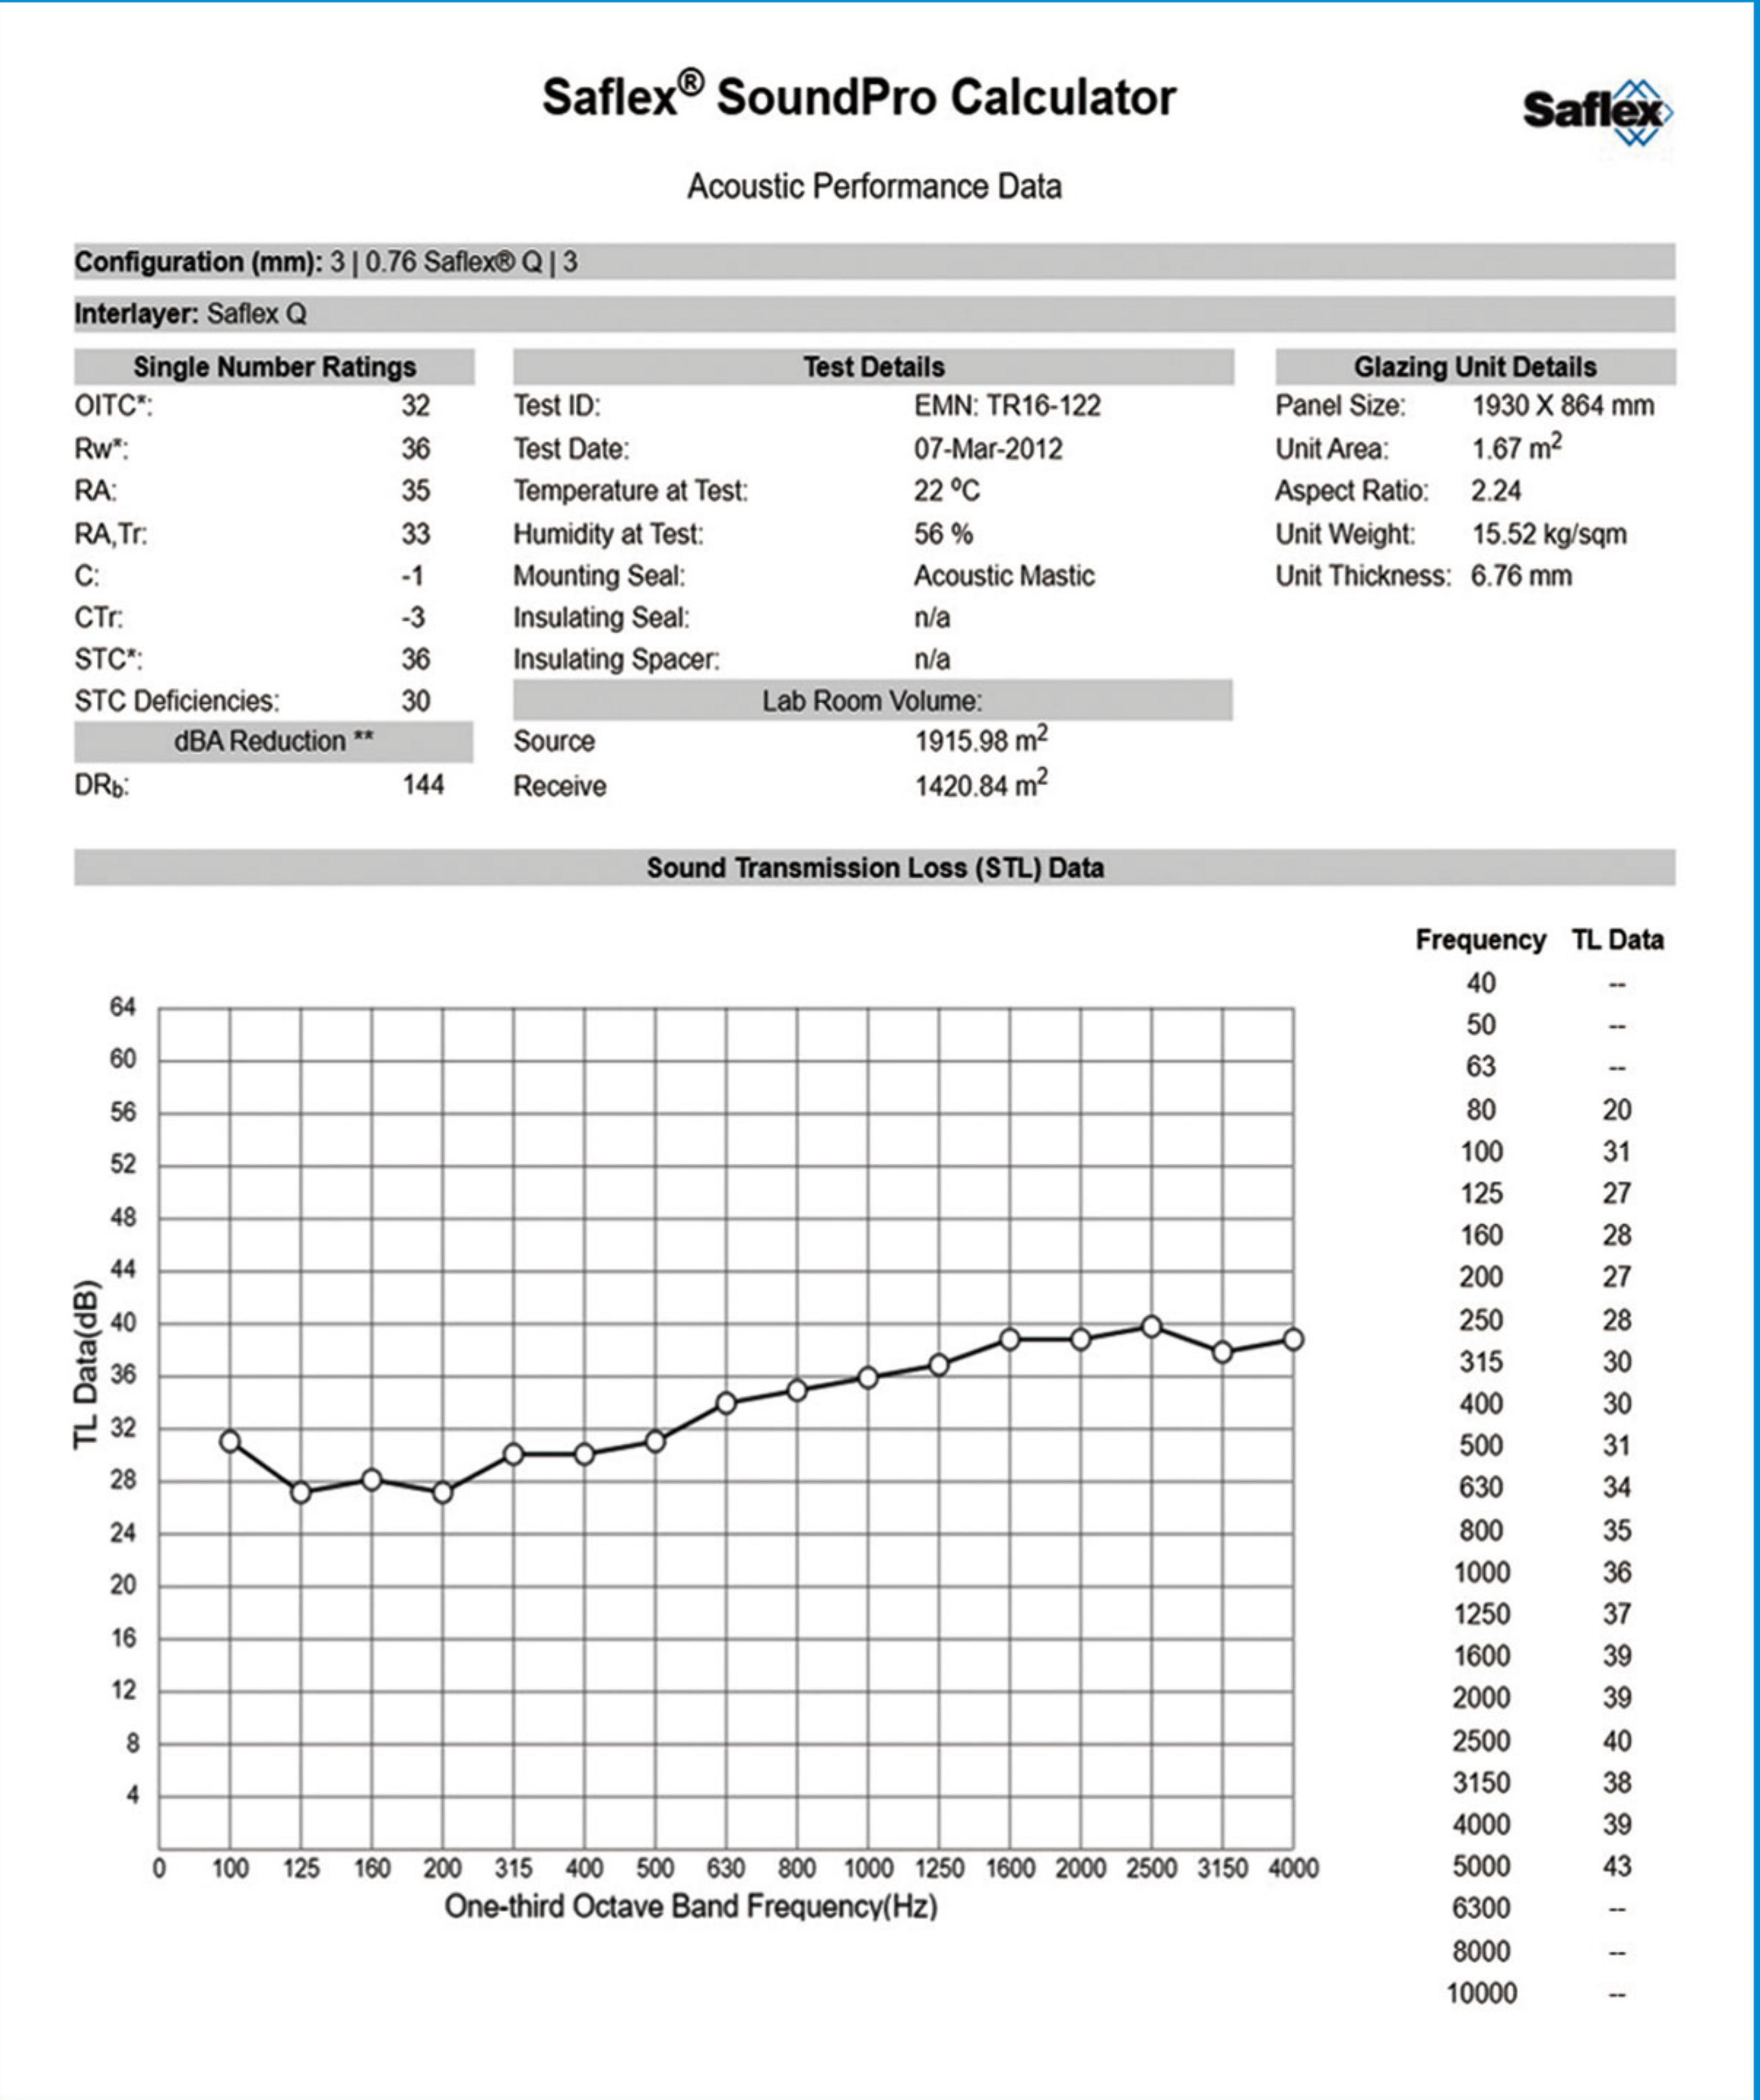 Saflex® SoundPro Calculator
Saflex
Acoustic Performance Data
Configuration (mm): 3 | 0.76 Saflex® Q | 3
Interlayer: Saflex Q
Single Number Ratings
OITC*: 32
Rw*: 36
RA: 35
RA,Tr: 33
C: -1
CTr: -3
STC*: 36
STC Deficiencies: 30
dBA Reduction **
DRb: 144
Test Details
Test ID: EMN: TR16-122
Test Date: 07-Mar-2012
Temperature at Test: 22 ºC
Humidity at Test: 56 %
Mounting Seal: Acoustic Mastic
Insulating Seal: n/a
Insulating Spacer: n/a
Lab Room Volume:
Source 1915.98 m2
Receive 1420.84 m2
Glazing Unit Details
Panel Size: 1930 X 864 mm
Unit Area: 1.67 m2
Aspect Ratio: 2.24
Unit Weight: 15.52 kg/sqm
Unit Thickness: 6.76 mm
Sound Transmission Loss (STL) Data
TL Data(dB)
64
60
56
52
48
44
40
36
32
28
24
20
16
12
8
4
0 100 125 160 200 315 400 500 630 800 1000 1250 1600 2000 2500 3150 4000
One-third Octave Band Frequency(Hz)
Frequency TL Data
40 --
50 --
63 --
80 20
100 31
125 27
160 28
200 27
250 28
315 30
400 30
500 31
630 34
800 35
1000 36
1250 37
1600 39
2000 39
2500 40
3150 38
4000 39
5000 43
6300 --
8000 --
10000 --